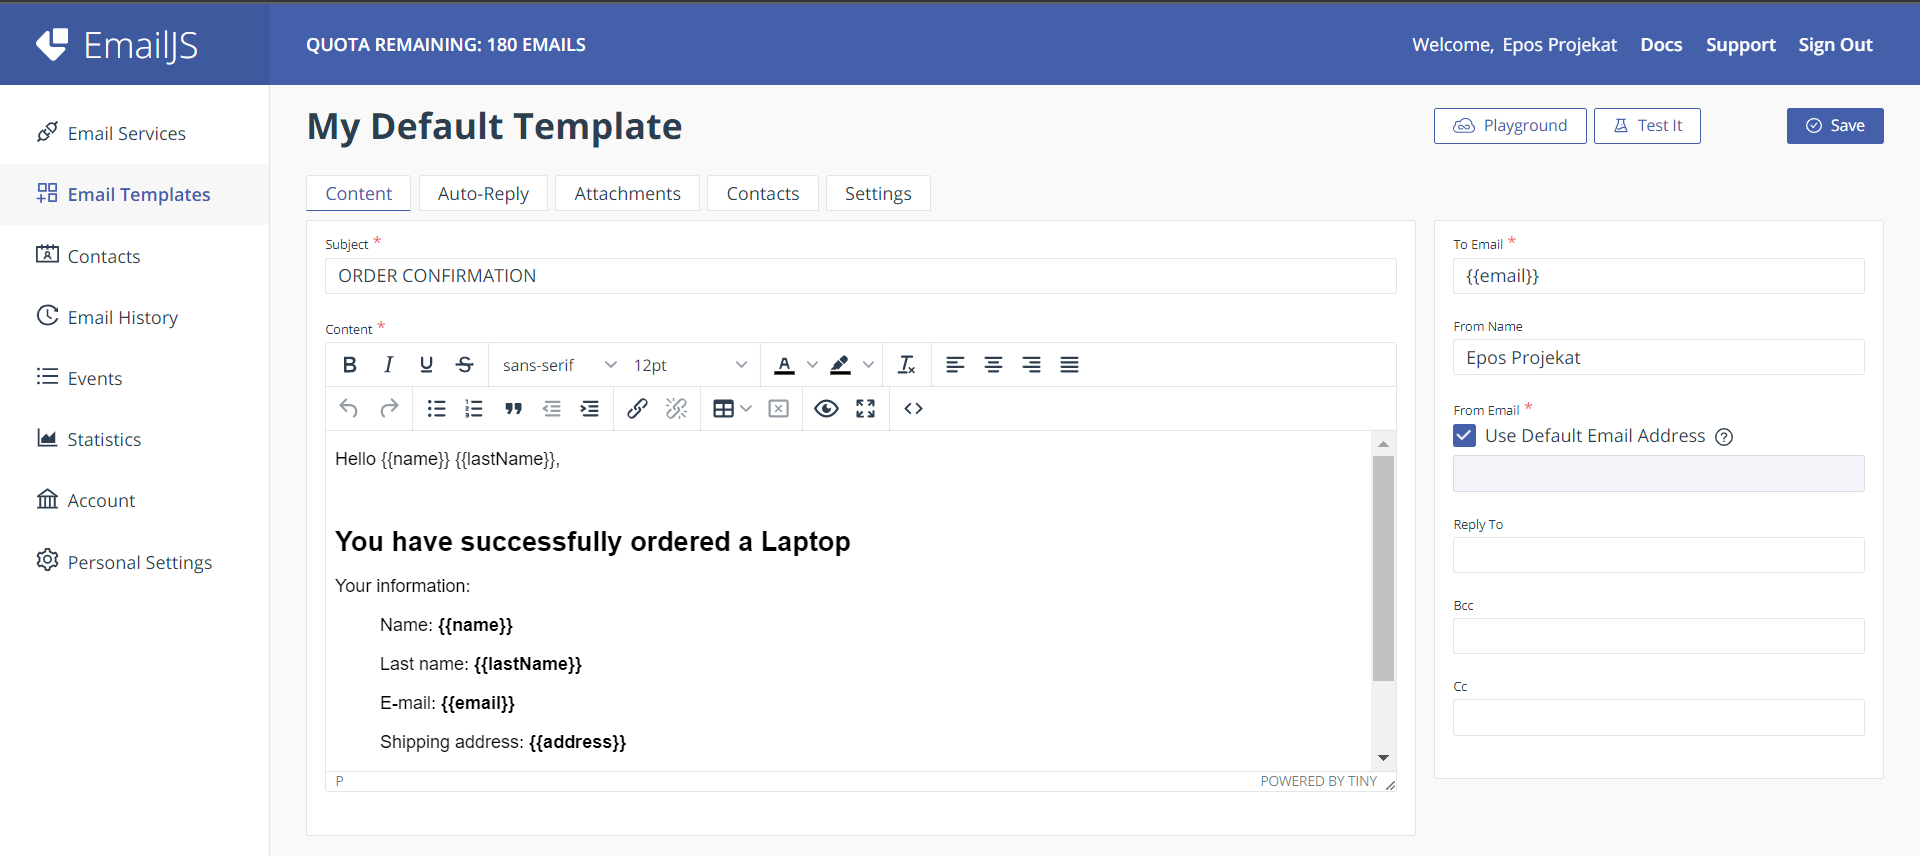 EmailJS
QUOTA REMAINING: 180 EMAILS
Welcome, Epos Projekat Docs Support Sign Out
Email Services
Email Templates
Contacts
Email History
Events
Statistics
Account
Personal Settings
My Default Template
Playground
Test It
Save
Content
Auto-Reply
Attachments
Contacts
Settings
Subject *
ORDER CONFIRMATION
Content *
B I U S sans-serif 12pt A
Hello {{name}} {{lastName}},
You have successfully ordered a Laptop
Your information:
Name: {{name}}
Last name: {{lastName}}
E-mail: {{email}}
Shipping address: {{address}}
P
POWERED BY TINY
To Email *
{{email}}
From Name
Epos Projekat
From Email *
Use Default Email Address
Reply To
Bcc
Cc